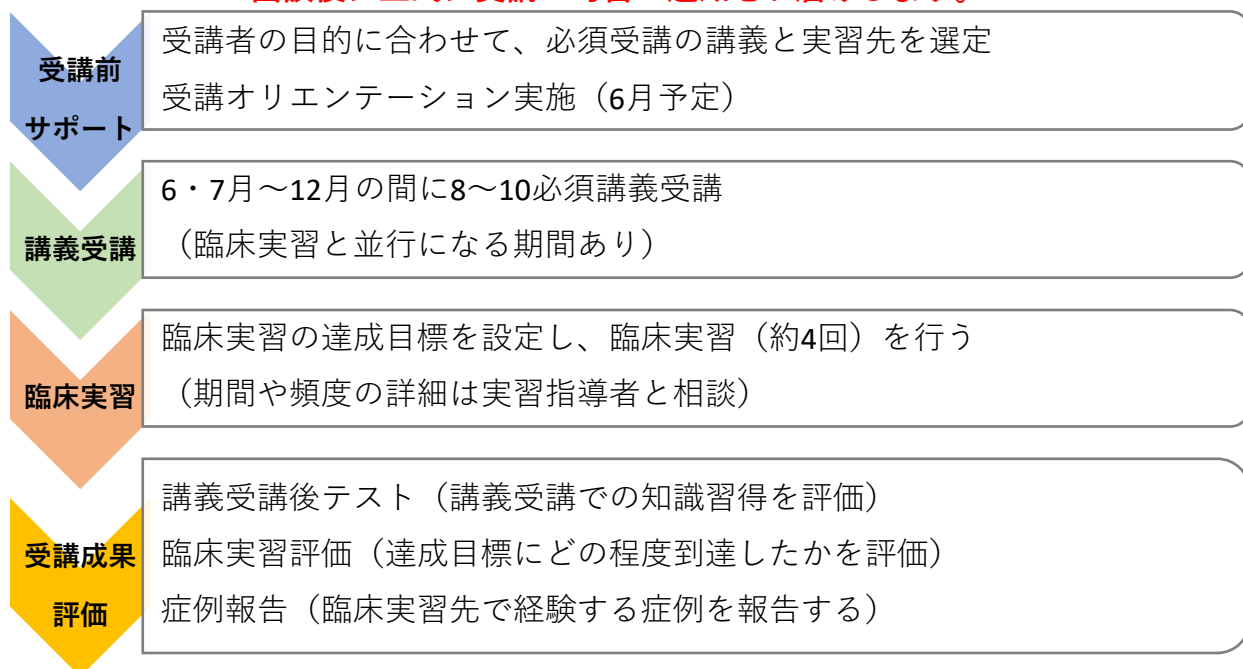 受講前
サポート
受講者の目的に合わせて、必須受講の講義と実習先を選定
受講オリエンテーション実施（6月予定）
講義受講
6・7月～12月の間に8～10必須講義受講
（臨床実習と並行になる期間あり）
臨床実習
臨床実習の達成目標を設定し、臨床実習（約4回）を行う
（期間や頻度の詳細は実習指導者と相談）
受講成果
評価
講義受講後テスト（講義受講での知識習得を評価）
臨床実習評価（達成目標にどの程度到達したかを評価）
症例報告（臨床実習先で経験する症例を報告する）